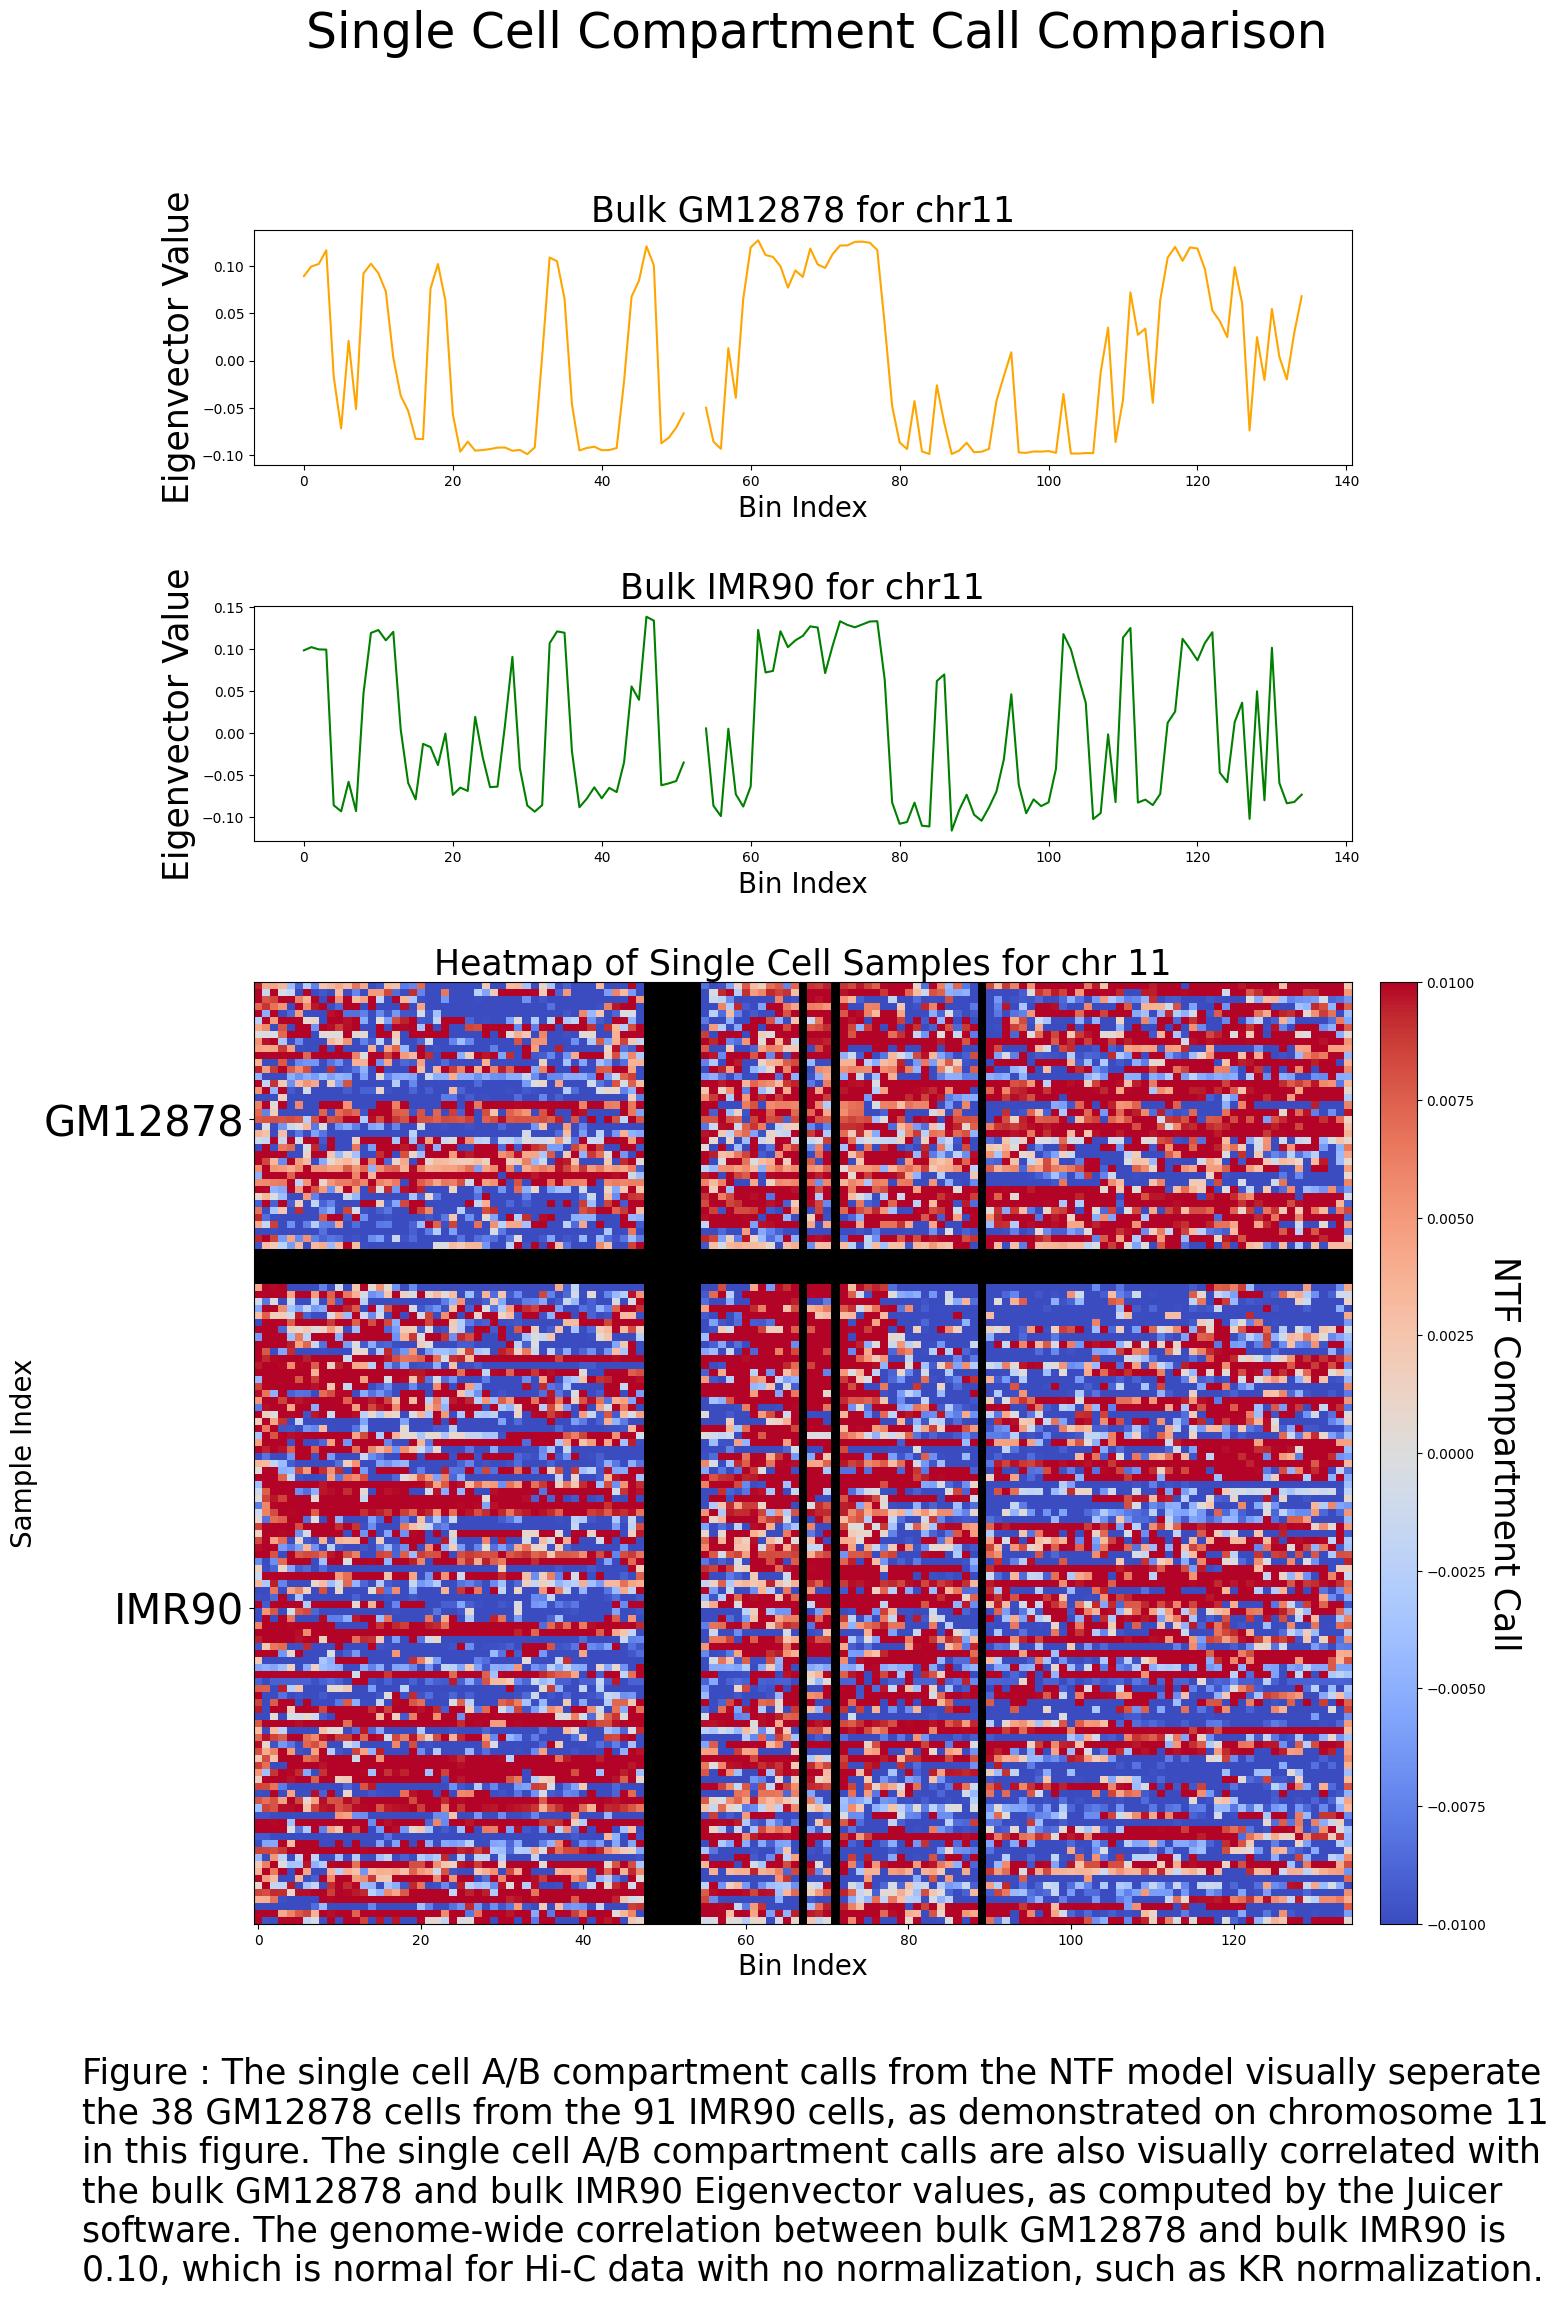 Single Cell Compartment Call Comparison
Bulk GM12878 for chr11
Eigenvector Value
0.10
0.05
0.00
−0.05
−0.10
0 20 40 60 80 100 120 140
Bin Index
Bulk IMR90 for chr11
Eigenvector Value
0.15
0.10
0.05
0.00
−0.05
−0.10
0 20 40 60 80 100 120 140
Bin Index
Heatmap of Single Cell Samples for chr 11
Sample Index
GM12878
IMR90
0 20 40 60 80 100 120
Bin Index
0.0100
0.0075
0.0050
0.0025
0.0000
−0.0025
−0.0050
−0.0075
−0.0100
NTF Compartment Call
Figure : The single cell A/B compartment calls from the NTF model visually seperate
the 38 GM12878 cells from the 91 IMR90 cells, as demonstrated on chromosome 11
in this figure. The single cell A/B compartment calls are also visually correlated with
the bulk GM12878 and bulk IMR90 Eigenvector values, as computed by the Juicer
software. The genome-wide correlation between bulk GM12878 and bulk IMR90 is
0.10, which is normal for Hi-C data with no normalization, such as KR normalization.